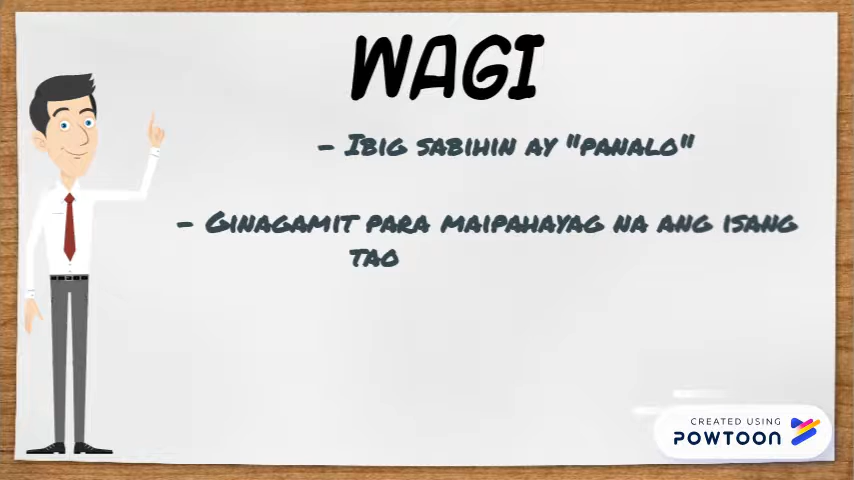 WAGI
- IBIG SABIHIN AY "PANALO"
- GINAGAMIT PARA MAIPAHAYAG NA ANG ISANG
TAO
CREATED USING
POWTOON